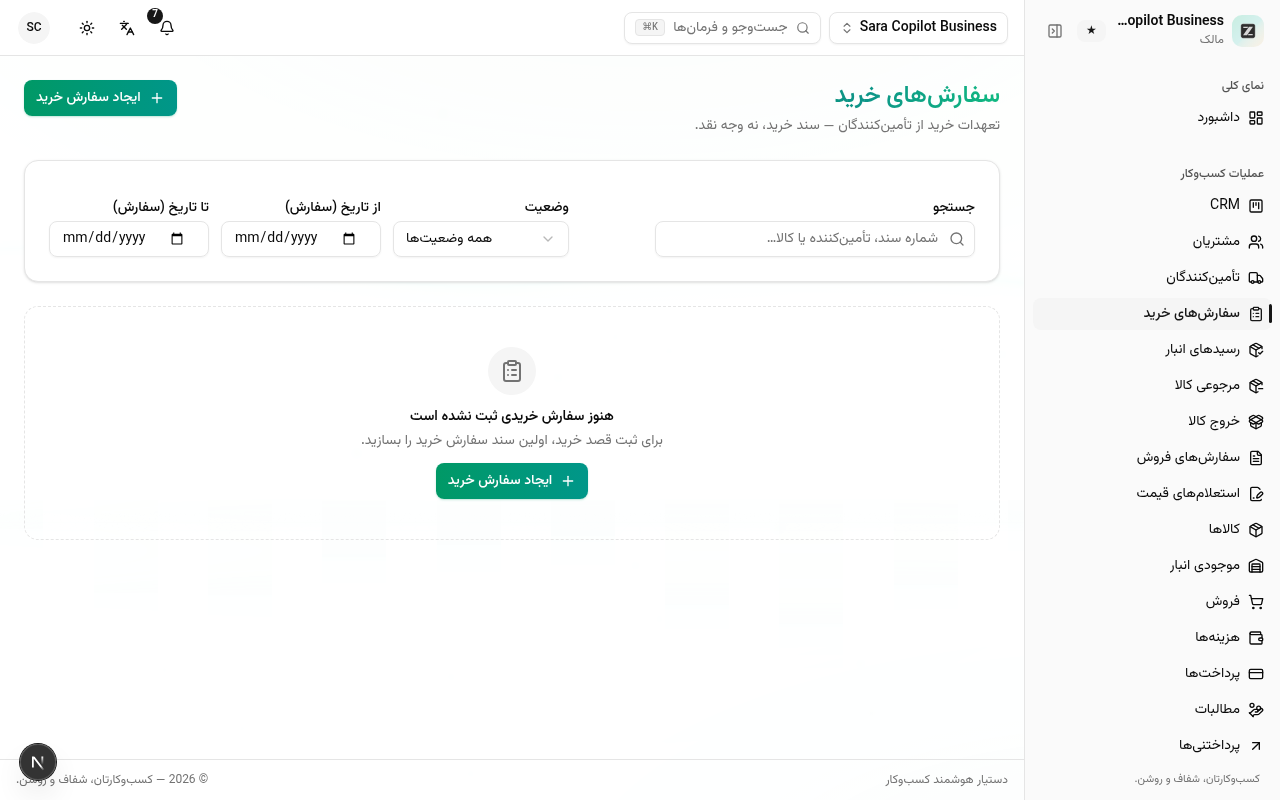 …opilot Business
مالک
نمای کلی
داشبورد
عملیات کسب‌وکار
CRM
مشتریان
تأمین‌کنندگان
سفارش‌های خرید
رسیدهای انبار
مرجوعی کالا
خروج کالا
سفارش‌های فروش
استعلام‌های قیمت
کالاها
موجودی انبار
فروش
هزینه‌ها
پرداخت‌ها
مطالبات
پرداختنی‌ها
کسب‌وکارتان، شفاف و روشن.
Sara Copilot Business
جست‌وجو و فرمان‌ها ⌘K
7
SC
سفارش‌های خرید
تعهدات خرید از تأمین‌کنندگان — سند خرید، نه وجه نقد.
ایجاد سفارش خرید
جستجو
شماره سند، تأمین‌کننده یا کالا...
وضعیت
همه وضعیت‌ها
از تاریخ (سفارش)
mm/dd/yyyy
تا تاریخ (سفارش)
mm/dd/yyyy
هنوز سفارش خریدی ثبت نشده است
برای ثبت قصد خرید، اولین سند سفارش خرید را بسازید.
ایجاد سفارش خرید
دستیار هوشمند کسب‌وکار
© 2026 — کسب‌وکارتان، شفاف و روشن.
N